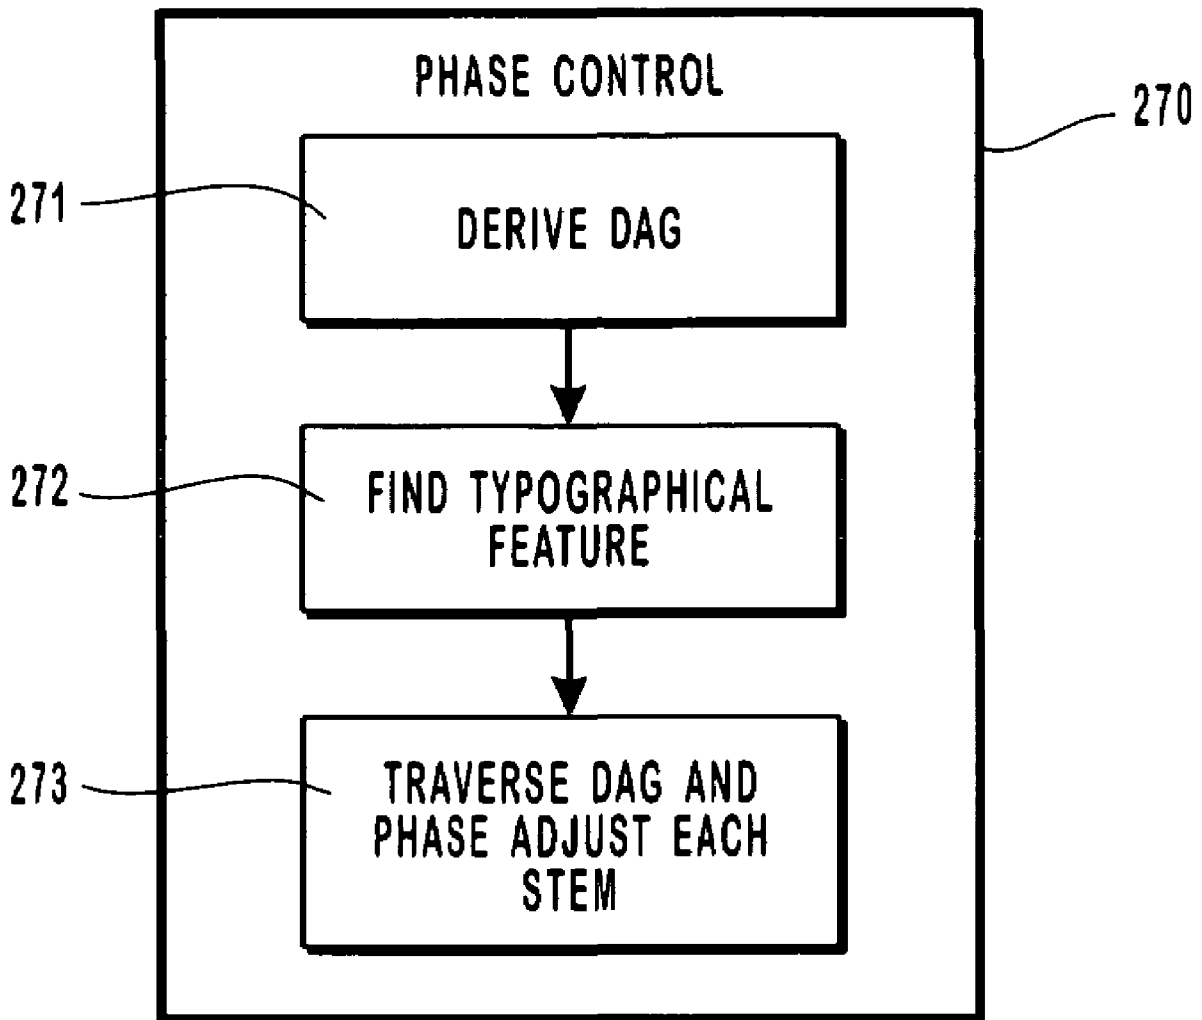 PHASE CONTROL
270
271
DERIVE DAG
272
FIND TYPOGRAPHICAL
FEATURE
273
TRAVERSE DAG AND
PHASE ADJUST EACH
STEM